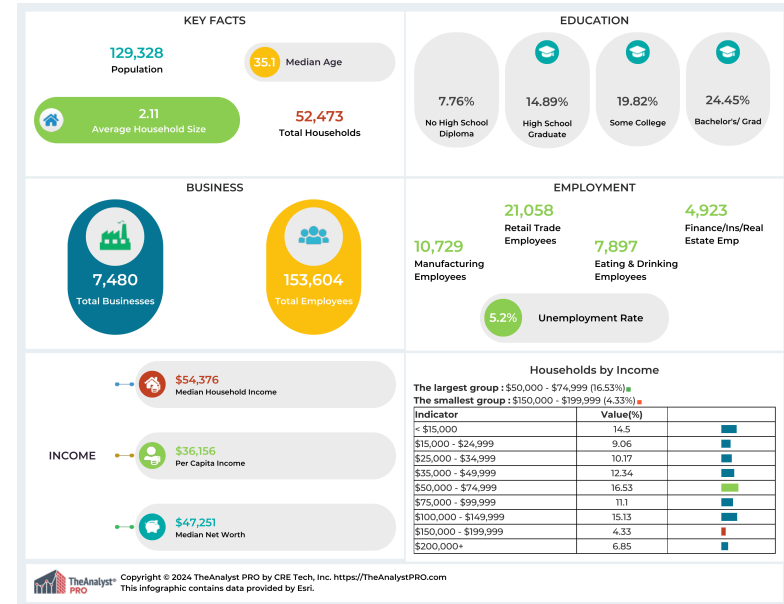 KEY FACTS
129,328
Population
35.1 Median Age
2.11
Average Household Size
52,473
Total Households
EDUCATION
7.76%
No High School
Diploma
14.89%
High School
Graduate
19.82%
Some College
24.45%
Bachelor's/ Grad
BUSINESS
7,480
Total Businesses
153,604
Total Employees
EMPLOYMENT
10,729
Manufacturing
Employees
21,058
Retail Trade
Employees
7,897
Eating & Drinking
Employees
4,923
Finance/Ins/Real
Estate Emp
5.2% Unemployment Rate
INCOME
$54,376
Median Household Income
$36,156
Per Capita Income
$47,251
Median Net Worth
Households by Income
The largest group : $50,000 - $74,999 (16.53%)
The smallest group : $150,000 - $199,999 (4.33%)
Indicator Value(%)
< $15,000 14.5
$15,000 - $24,999 9.06
$25,000 - $34,999 10.17
$35,000 - $49,999 12.34
$50,000 - $74,999 16.53
$75,000 - $99,999 11.1
$100,000 - $149,999 15.13
$150,000 - $199,999 4.33
$200,000+ 6.85
TheAnalyst®
PRO
Copyright © 2024 TheAnalyst PRO by CRE Tech, Inc. https://TheAnalystPRO.com
This infographic contains data provided by Esri.